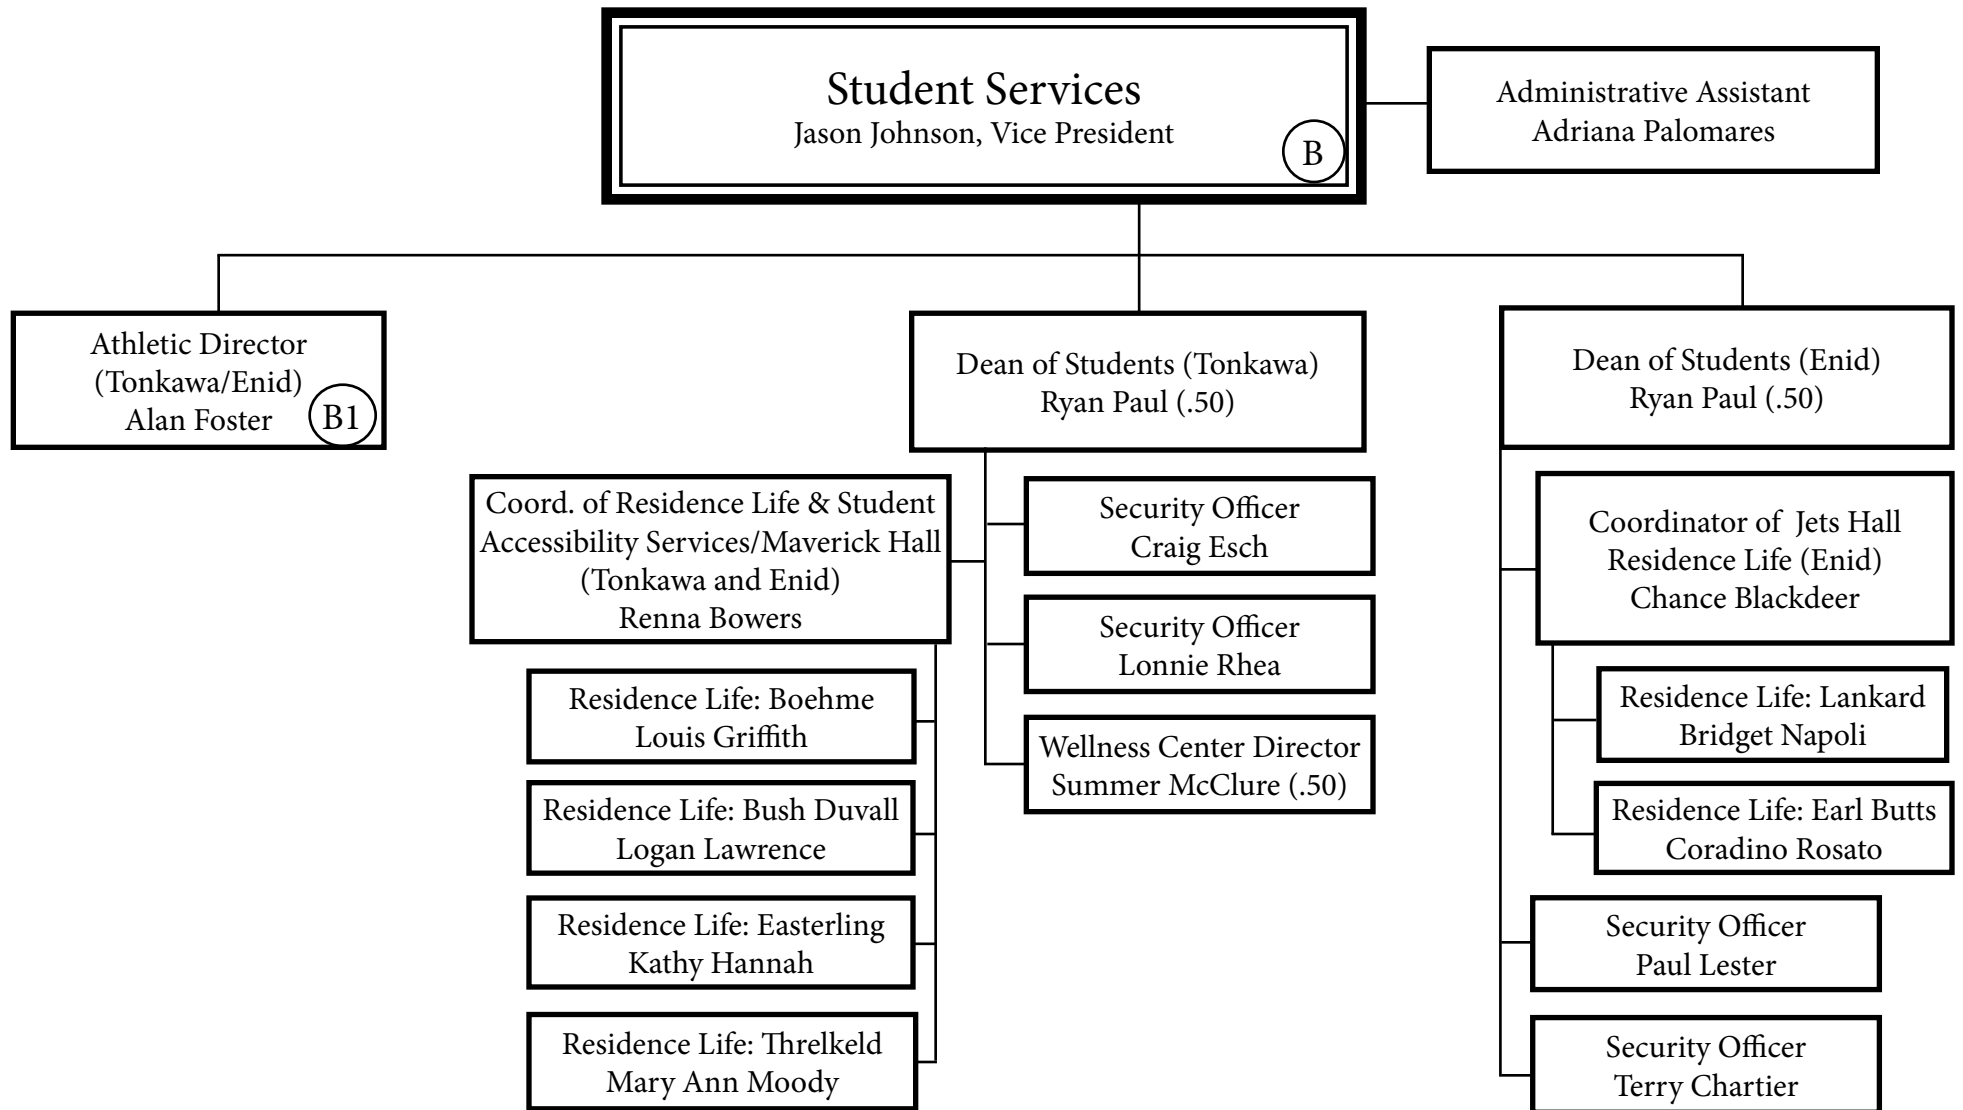 Student Services
Jason Johnson, Vice President
B
Administrative Assistant
Adriana Palomares
Athletic Director
(Tonkawa/Enid)
Alan Foster
B1
Dean of Students (Tonkawa)
Ryan Paul (.50)
Dean of Students (Enid)
Ryan Paul (.50)
Coord. of Residence Life & Student
Accessibility Services/Maverick Hall
(Tonkawa and Enid)
Renna Bowers
Residence Life: Boehme
Louis Griffith
Residence Life: Bush Duvall
Logan Lawrence
Residence Life: Easterling
Kathy Hannah
Residence Life: Threlkeld
Mary Ann Moody
Security Officer
Craig Esch
Security Officer
Lonnie Rhea
Wellness Center Director
Summer McClure (.50)
Coordinator of Jets Hall
Residence Life (Enid)
Chance Blackdeer
Residence Life: Lankard
Bridget Napoli
Residence Life: Earl Butts
Coradino Rosato
Security Officer
Paul Lester
Security Officer
Terry Chartier